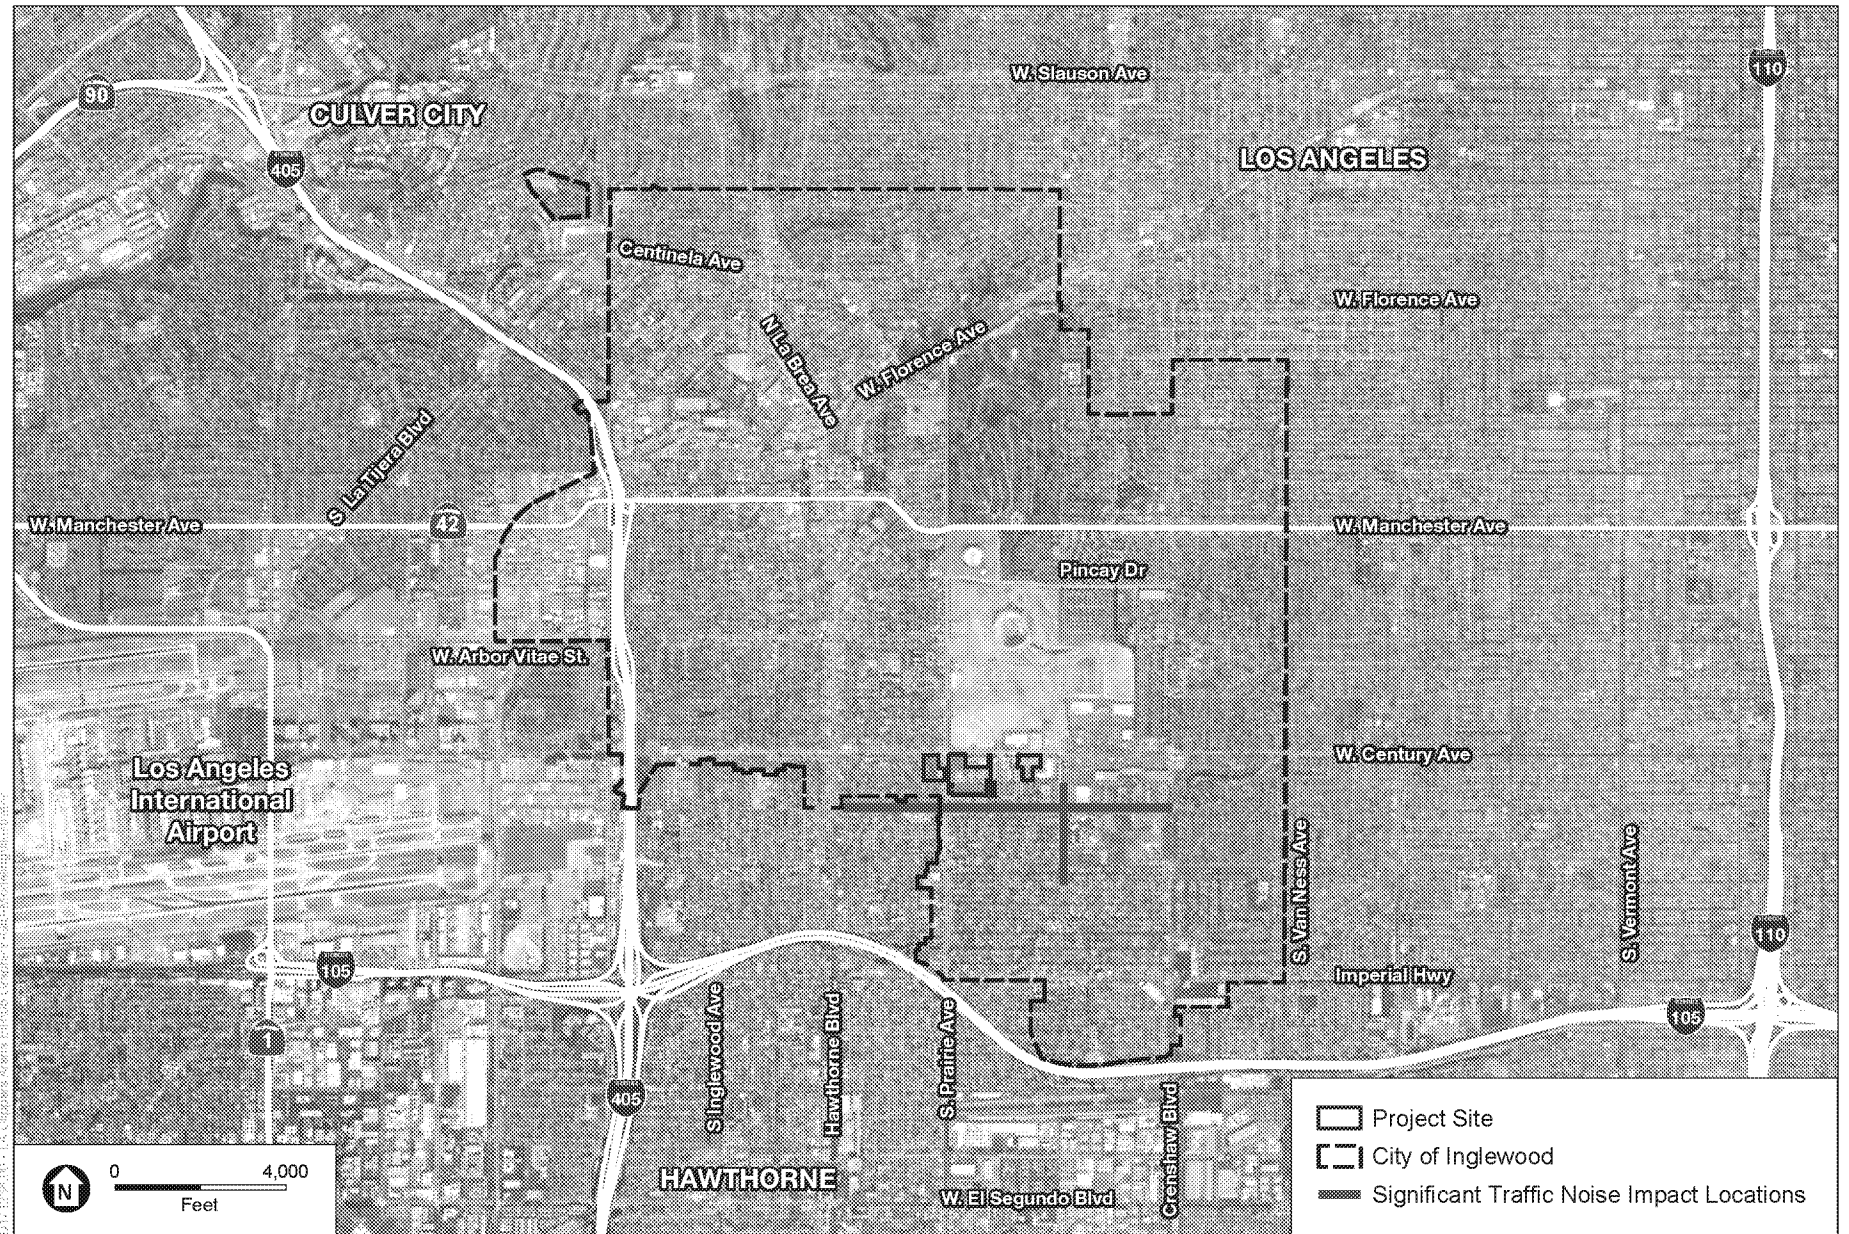 W. Slauson Ave
110
90
CULVER CITY
LOS ANGELES
405
Centinela Ave
W. Florence Ave
N La Brea Ave
W. Florence Ave
S La Tijera Blvd
W. Manchester Ave
42
W. Manchester Ave
Pincay Dr
W. Arbor Vitae St.
Los Angeles
International
Airport
W. Century Ave
S. Van Ness Ave
S. Vermont Ave
110
105
Imperial Hwy
105
1
S Inglewood Ave
Hawthorne Blvd
S. Prairie Ave
405
Crenshaw Blvd
HAWTHORNE
W. El Segundo Blvd
N
0 4,000
Feet
Project Site
City of Inglewood
Significant Traffic Noise Impact Locations